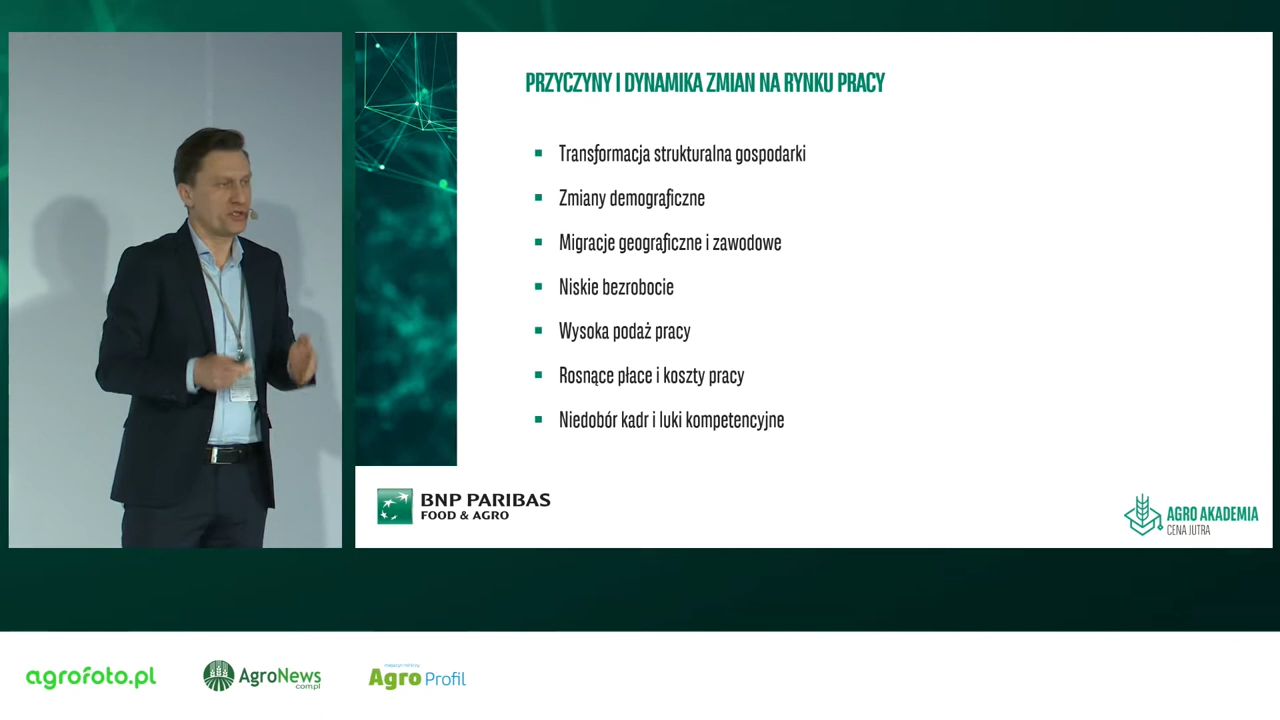 PRZYCZYNY I DYNAMIKA ZMIAN NA RYNKU PRACY
Transformacja strukturalna gospodarki
Zmiany demograficzne
Migracje geograficzne i zawodowe
Niskie bezrobocie
Wysoka podaż pracy
Rosnące płace i koszty pracy
Niedobór kadr i luki kompetencyjne
BNP PARIBAS
FOOD & AGRO
AGRO AKADEMIA
CENA JUTRA
agrofoto.pl
AgroNews
com.pl
magazyn rolniczy
Agro Profil